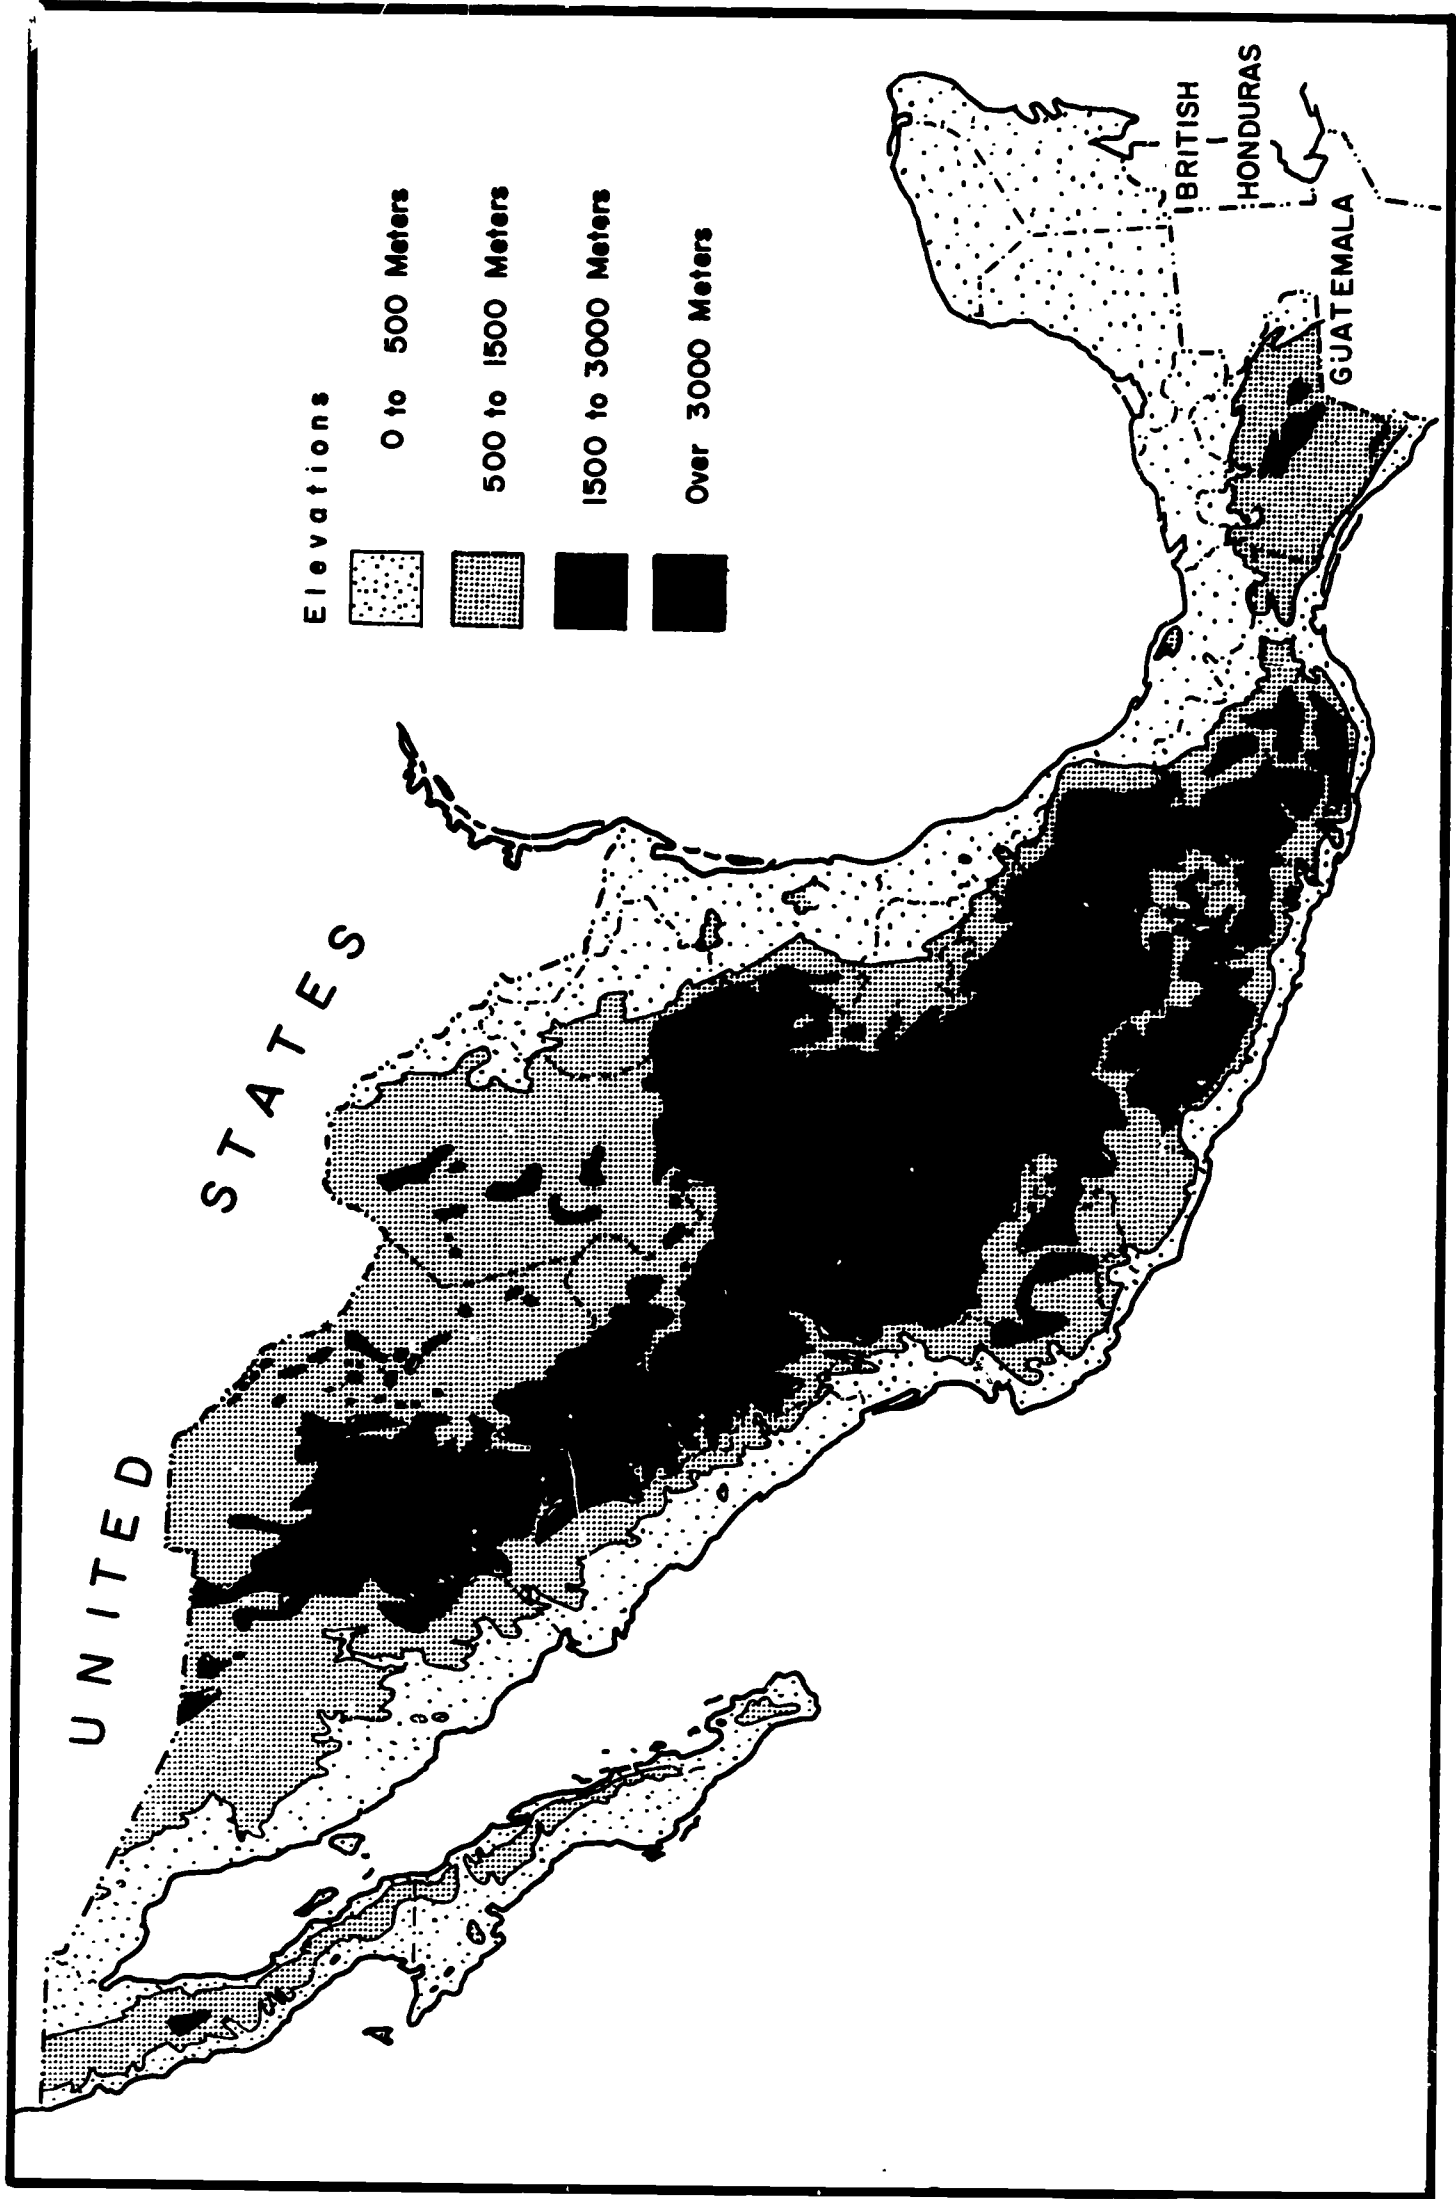 UNITED
STATES
Elevations
0 to 500 Meters
500 to 1500 Meters
1500 to 3000 Meters
Over 3000 Meters
BRITISH
HONDURAS
GUATEMALA